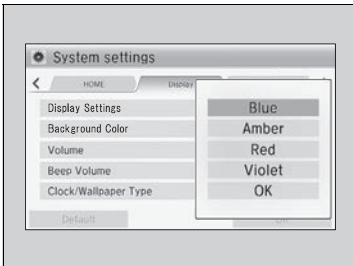 System settings
HOME
Display
Display Settings
Background Color
Volume
Beep Volume
Clock/Wallpaper Type
Default
Blue
Amber
Red
Violet
OK